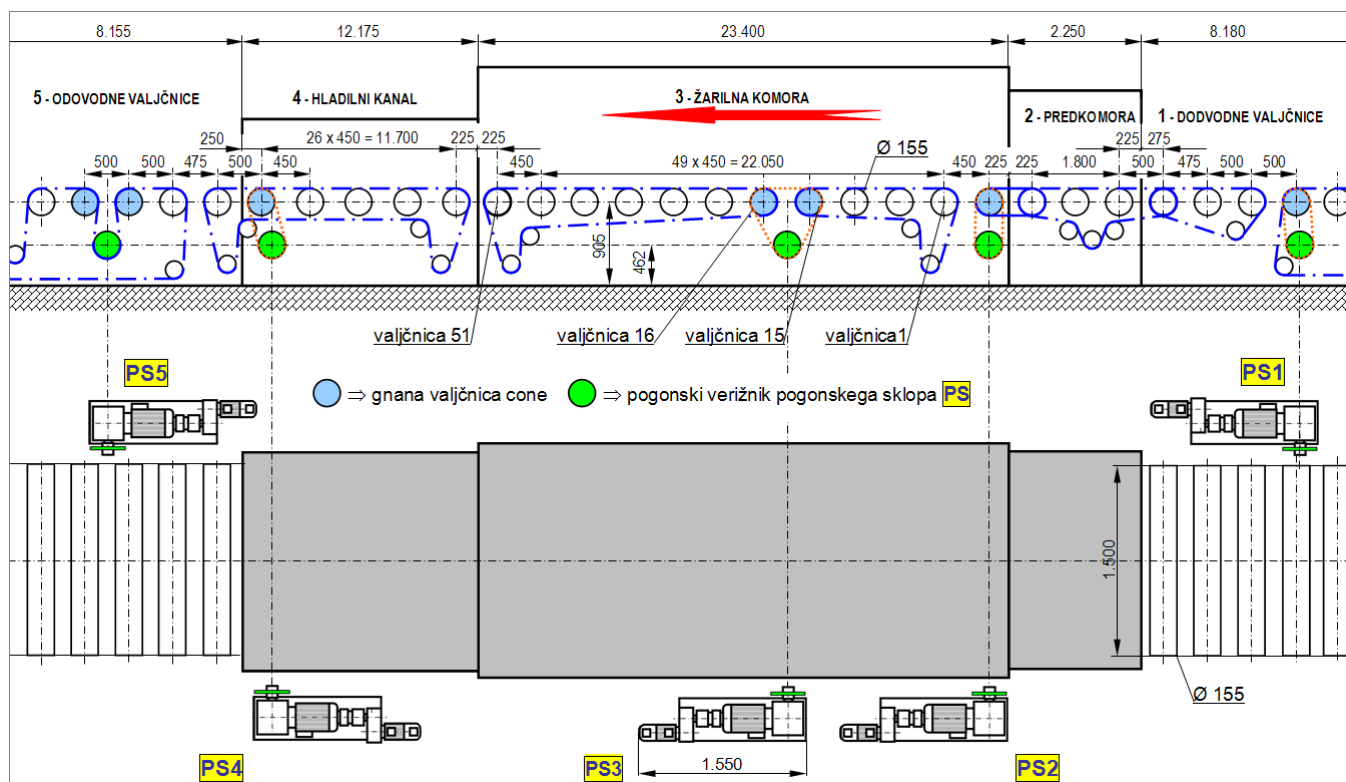 8.155 12.175 23.400 2.250 8.180
5 - ODOVODNE VALJČNICE
4 - HLADILNI KANAL
3 - ŽARILNA KOMORA
2 - PREDKOMORA
1 - DODVODNE VALJČNICE
250 26 x 450 = 11.700 225 225
500 500 475 500 450
450 49 x 450 = 22.050 Ø 155 450 225 225 1.800
225 275
500 475 500 500
905
462
valjčnica 51
valjčnica 16
valjčnica 15
valjčnica1
PS5
PS1
⇒ gnana valjčnica cone
⇒ pogonski verižnik pogonskega sklopa PS
1.500
Ø 155
PS4
PS3
1.550
PS2